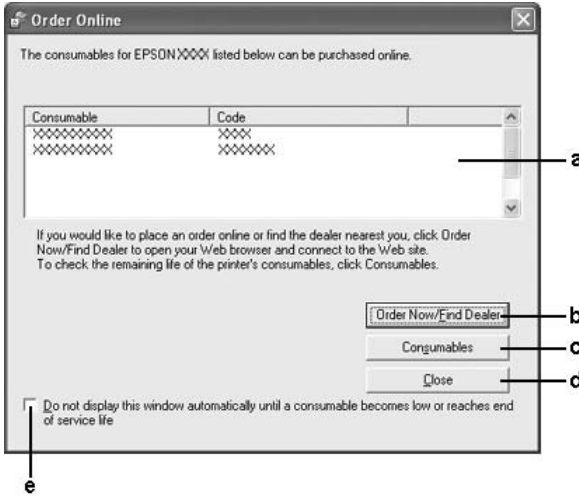 Order Online
The consumables for EPSON XXXX listed below can be purchased online.
Consumable Code
XXXXXXXXXX XXXX
XXXXXXXXXX XXXXXXX
a
If you would like to place an order online or find the dealer nearest you, click Order
Now/Find Dealer to open your Web browser and connect to the Web site.
To check the remaining life of the printer's consumables, click Consumables.
Order Now/Find Dealer
b
Consumables
c
Close
d
Do not display this window automatically until a consumable becomes low or reaches end
of service life
e